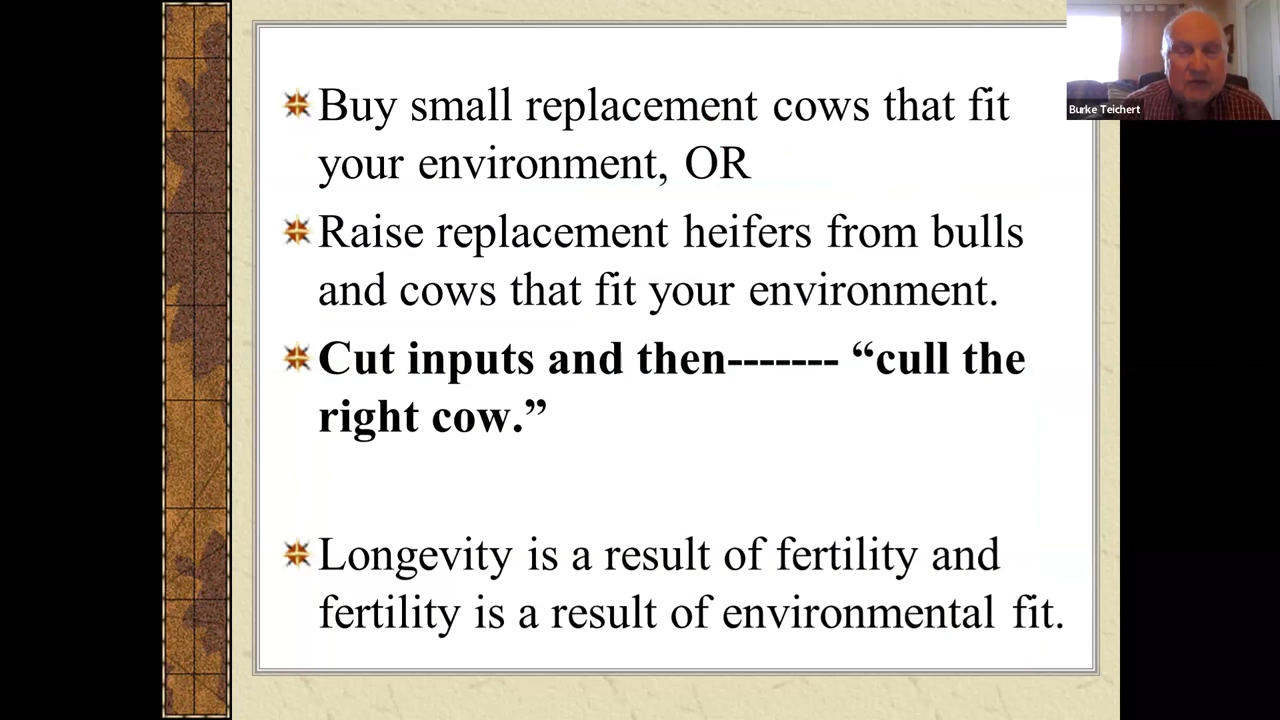 Buy small replacement cows that fit
your environment, OR
Raise replacement heifers from bulls
and cows that fit your environment.
Cut inputs and then------- “cull the
right cow.”
Longevity is a result of fertility and
fertility is a result of environmental fit.
Burke Teichert